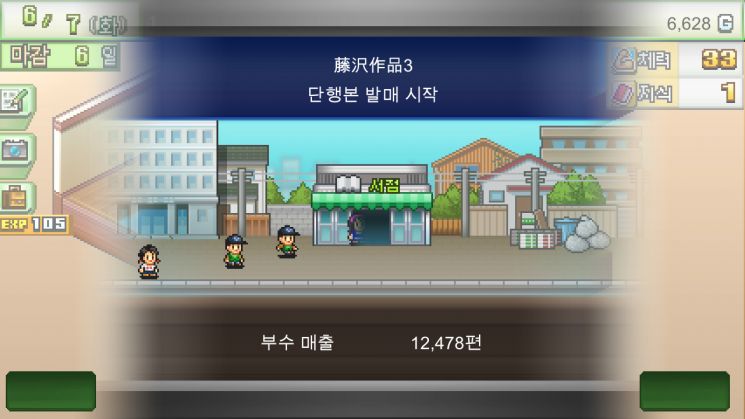 6/ 7 (화)
6,628 G
마감 6 일
체력 33
지식 1
藤沢作品3
단행본 발매 시작
서점
EXP 105
부수 매출 12,478편